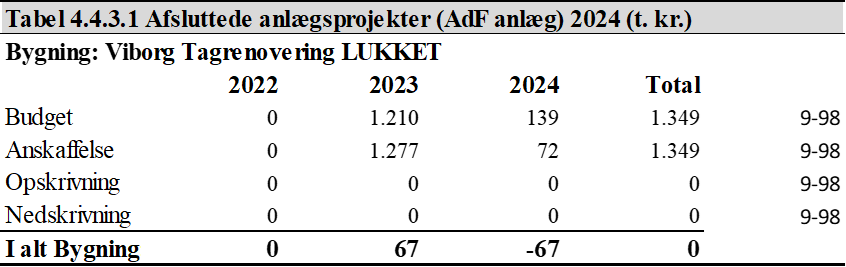 Tabel 4.4.3.1 Afsluttede anlægsprojekter (AdF anlæg) 2024 (t. kr.)
Bygning: Viborg Tagrenovering LUKKET
2022 2023 2024 Total
Budget 0 1.210 139 1.349 9-98
Anskaffelse 0 1.277 72 1.349 9-98
Opskrivning 0 0 0 0 9-98
Nedskrivning 0 0 0 0 9-98
I alt Bygning 0 67 -67 0